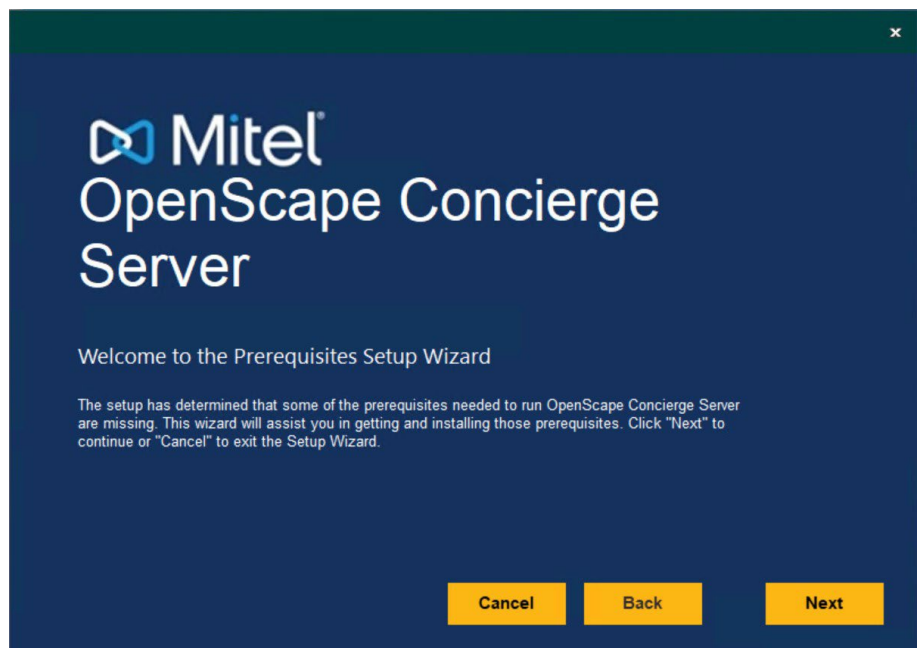 x
Mitel®
OpenScape Concierge
Server
Welcome to the Prerequisites Setup Wizard
The setup has determined that some of the prerequisites needed to run OpenScape Concierge Server
are missing. This wizard will assist you in getting and installing those prerequisites. Click "Next" to
continue or "Cancel" to exit the Setup Wizard.
Cancel
Back
Next